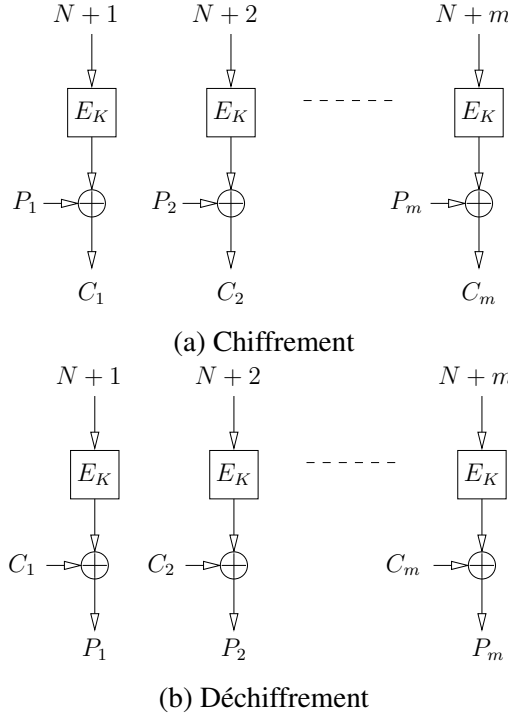 N + 1 N + 2 N + m
E_K E_K E_K
P_1 P_2 P_m
C_1 C_2 C_m
(a) Chiffrement
N + 1 N + 2 N + m
E_K E_K E_K
C_1 C_2 C_m
P_1 P_2 P_m
(b) Déchiffrement